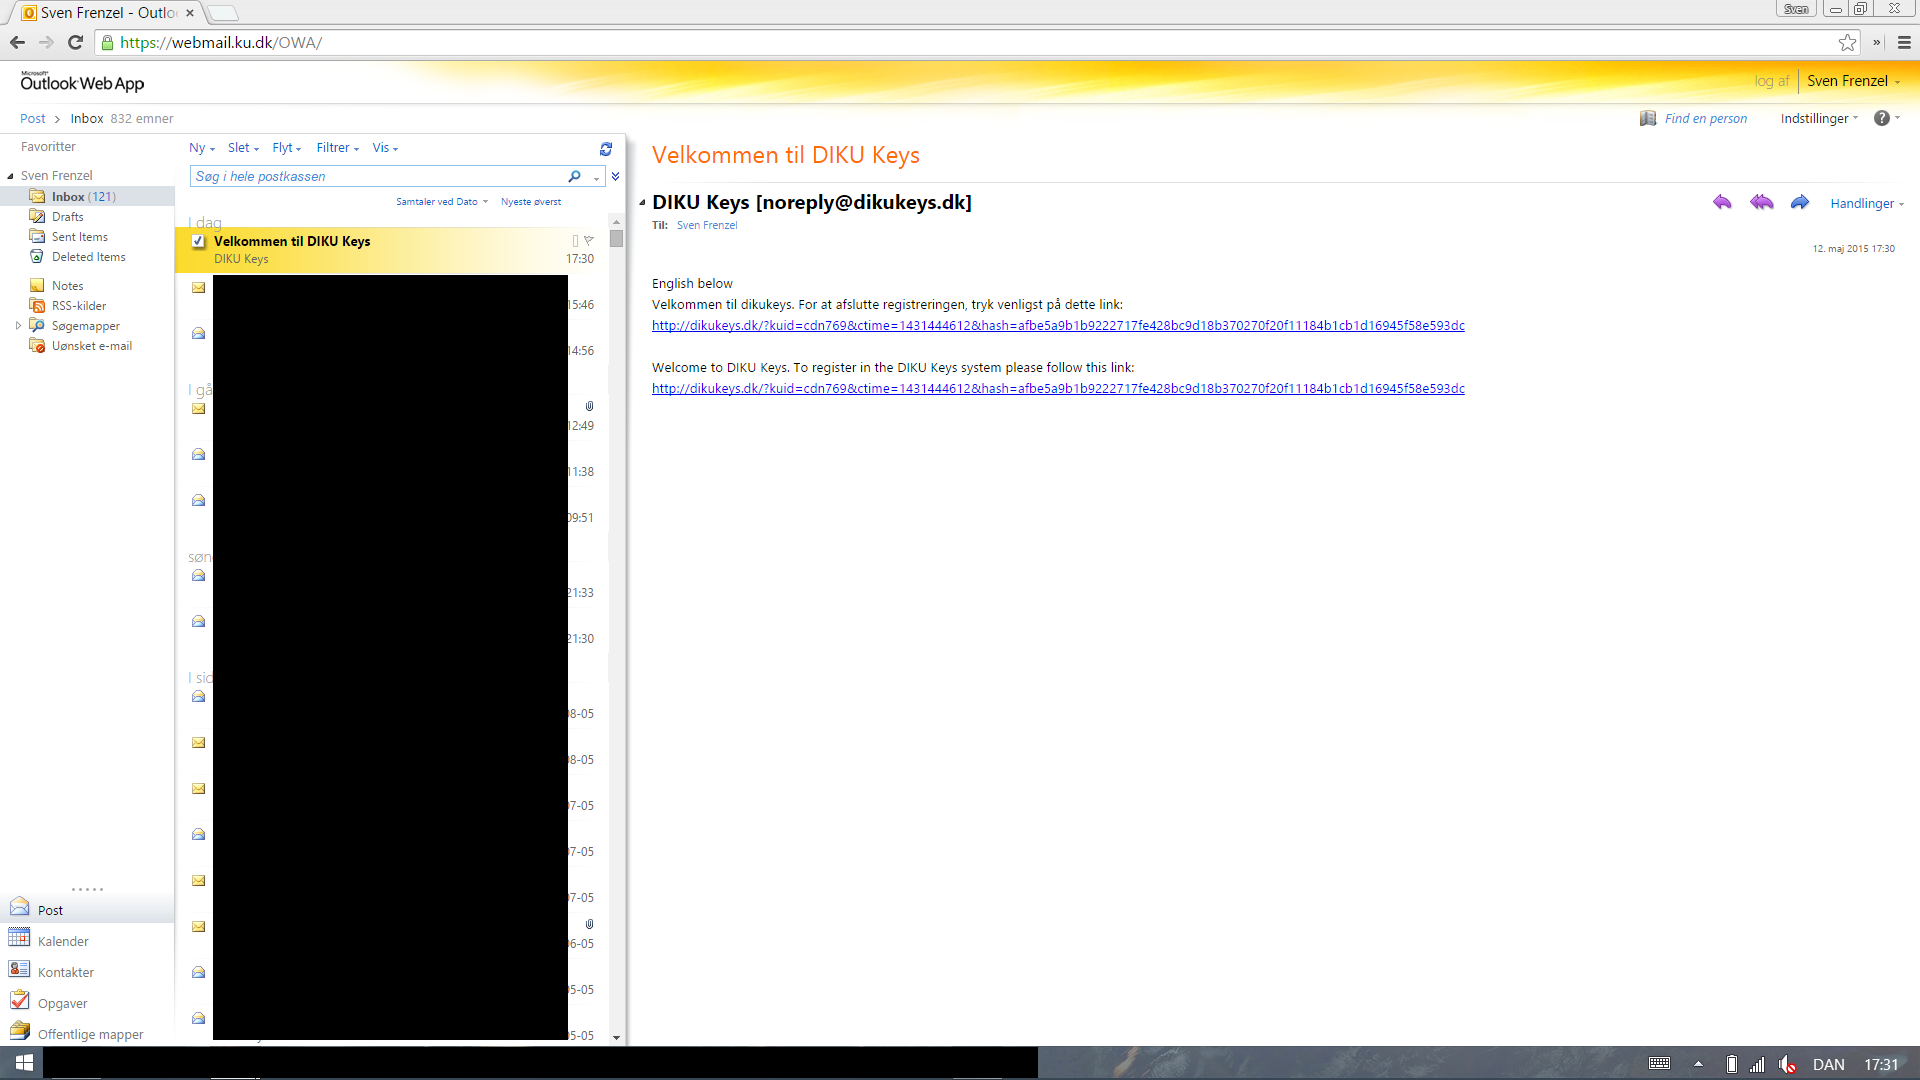 Sven Frenzel - Outlo
Sven
https://webmail.ku.dk/OWA/
Microsoft
Outlook Web App
log af
Sven Frenzel
Post > Inbox 832 emner
Find en person
Indstillinger
Favoritter
Sven Frenzel
Inbox (121)
Drafts
Sent Items
Deleted Items
Notes
RSS-kilder
Søgemapper
Uønsket e-mail
Post
Kalender
Kontakter
Opgaver
Offentlige mapper
Ny Slet Flyt Filtrer Vis
Søg i hele postkassen
Samtaler ved Dato Nyeste øverst
I dag
Velkommen til DIKU Keys
DIKU Keys 17:30
15:46
14:56
I gå
12:49
11:38
09:51
søn
21:33
21:30
I sid
08-05
08-05
07-05
07-05
07-05
06-05
05-05
05-05
Velkommen til DIKU Keys
DIKU Keys [noreply@dikukeys.dk]
Handlinger
Til: Sven Frenzel
12. maj 2015 17:30
English below
Velkommen til dikukeys. For at afslutte registreringen, tryk venligst på dette link:
http://dikukeys.dk/?kuid=cdn769&ctime=1431444612&hash=afbe5a9b1b9222717fe428bc9d18b370270f20f11184b1cb1d16945f58e593dc
Welcome to DIKU Keys. To register in the DIKU Keys system please follow this link:
http://dikukeys.dk/?kuid=cdn769&ctime=1431444612&hash=afbe5a9b1b9222717fe428bc9d18b370270f20f11184b1cb1d16945f58e593dc
DAN 17:31